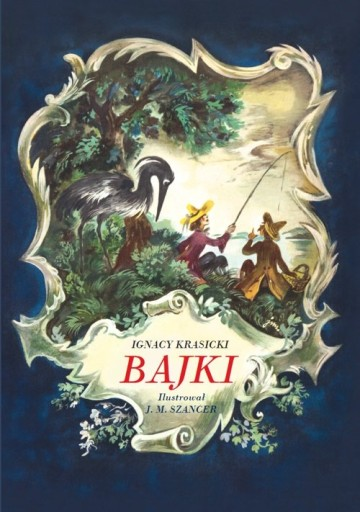 IGNACY KRASICKI
BAJKI
Ilustrował
J. M. SZANCER